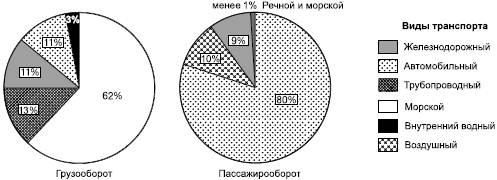 менее 1% Речной и морской
3%
11%
11%
13%
62%
Грузооборот
9%
10%
80%
Пассажирооборот
Виды транспорта
Железнодорожный
Автомобильный
Трубопроводный
Морской
Внутренний водный
Воздушный